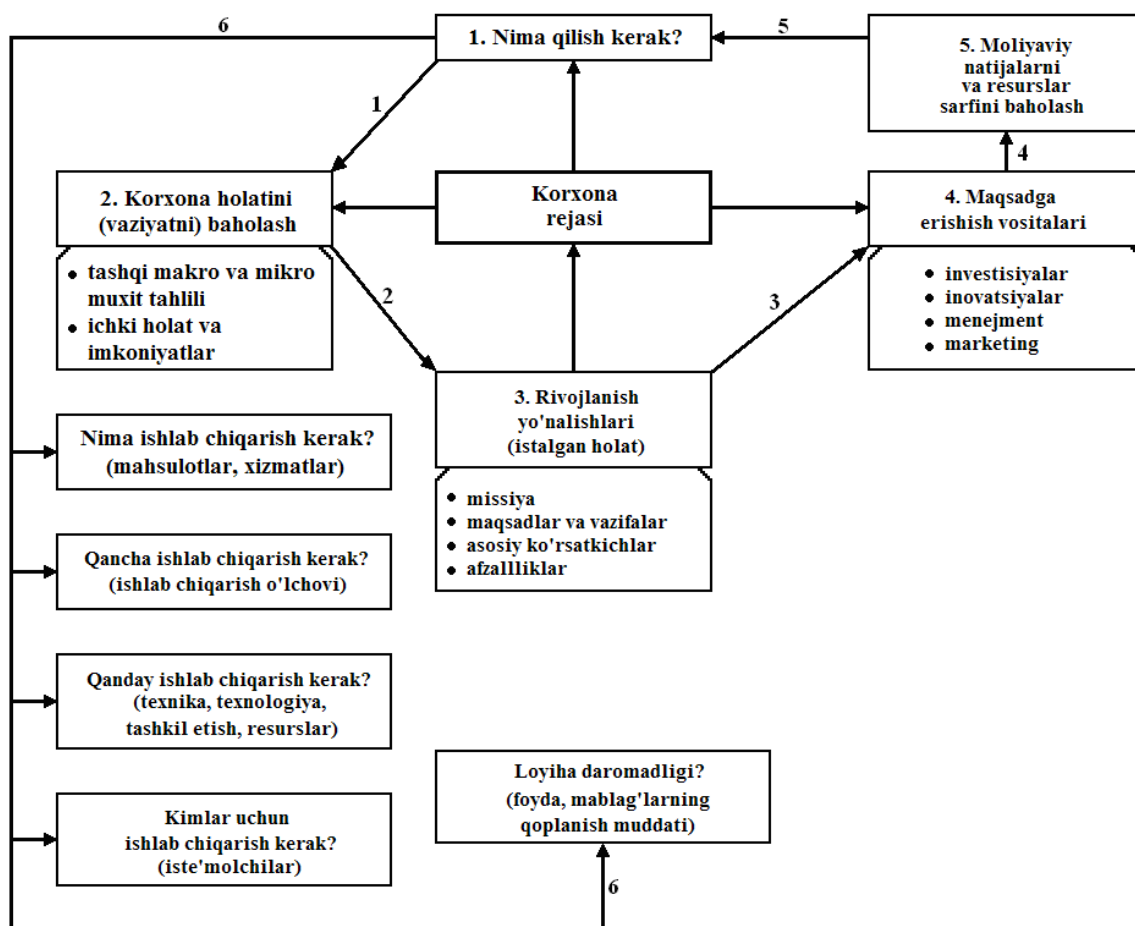 6
1. Nima qilish kerak?
5
5. Moliyaviy
natijalarni
va resurslar
sarfini baholash
1
4
2. Korxona holatini
(vaziyatni) baholash
Korxona
rejasi
4. Maqsadga
erishish vositalari
• tashqi makro va mikro
muxit tahlili
• ichki holat va
imkoniyatlar
2
3
• investisiyalar
• inovatsiyalar
• menejment
• marketing
3. Rivojlanish
yo'nalishlari
(istalgan holat)
• missiya
• maqsadlar va vazifalar
• asosiy ko'rsatkichlar
• afzallliklar
Nima ishlab chiqarish kerak?
(mahsulotlar, xizmatlar)
Qancha ishlab chiqarish kerak?
(ishlab chiqarish o'lchovi)
Qanday ishlab chiqarish kerak?
(texnika, texnologiya,
tashkil etish, resurslar)
Kimlar uchun
ishlab chiqarish kerak?
(iste'molchilar)
Loyiha daromadligi?
(foyda, mablag'larning
qoplanish muddati)
6